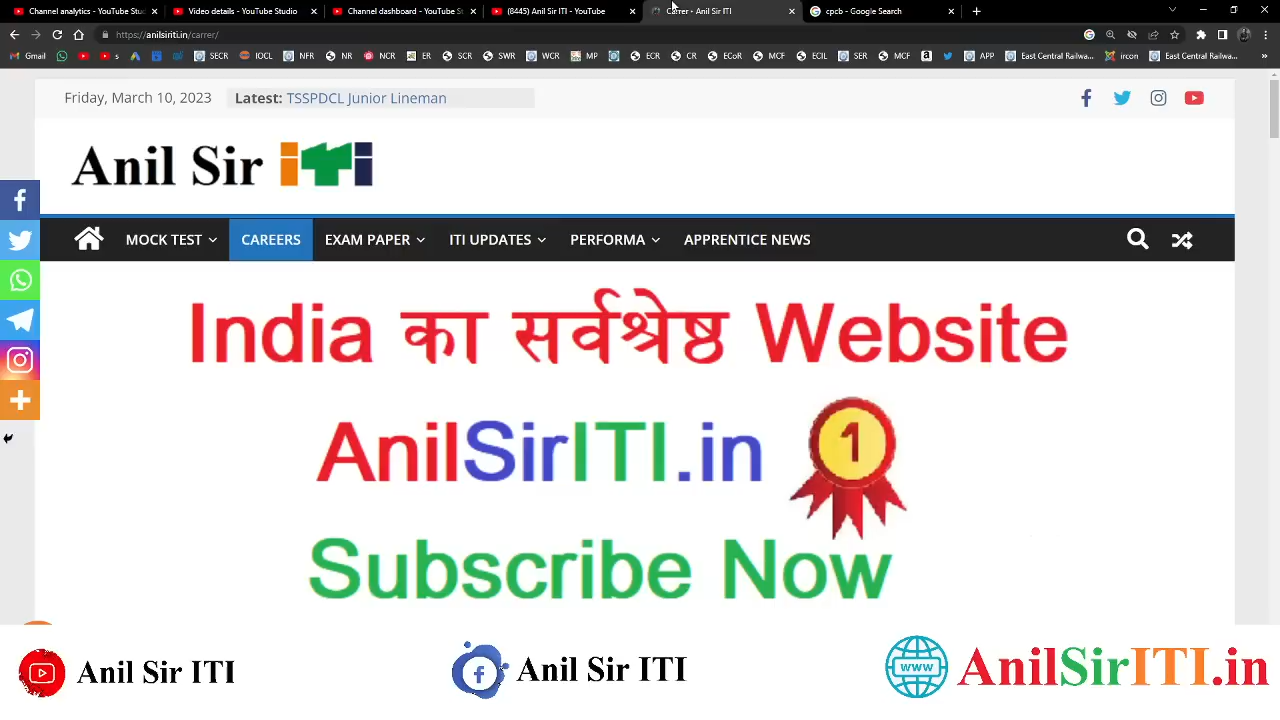 Channel analytics - YouTube Stu
Video details - YouTube Studio
Channel dashboard - YouTube S
(8445) Anil Sir ITI - YouTube
Carrer - Anil Sir ITI
cpcb - Google Search
https://anilsiriti.in/carrer/
Gmail
s
SECR
IOCL
NFR
NR
NCR
ER
SCR
SWR
WCR
MP
ECR
CR
ECoR
MCF
ECIL
SER
MCF
APP
East Central Railwa...
ircon
East Central Railwa...
Friday, March 10, 2023
Latest: TSSPDCL Junior Lineman
Anil Sir iTi
MOCK TEST
CAREERS
EXAM PAPER
ITI UPDATES
PERFORMA
APPRENTICE NEWS
India का सर्वश्रेष्ठ Website
AnilSirITI.in
1
Subscribe Now
Anil Sir ITI
Anil Sir ITI
WWW
AnilSirITI.in